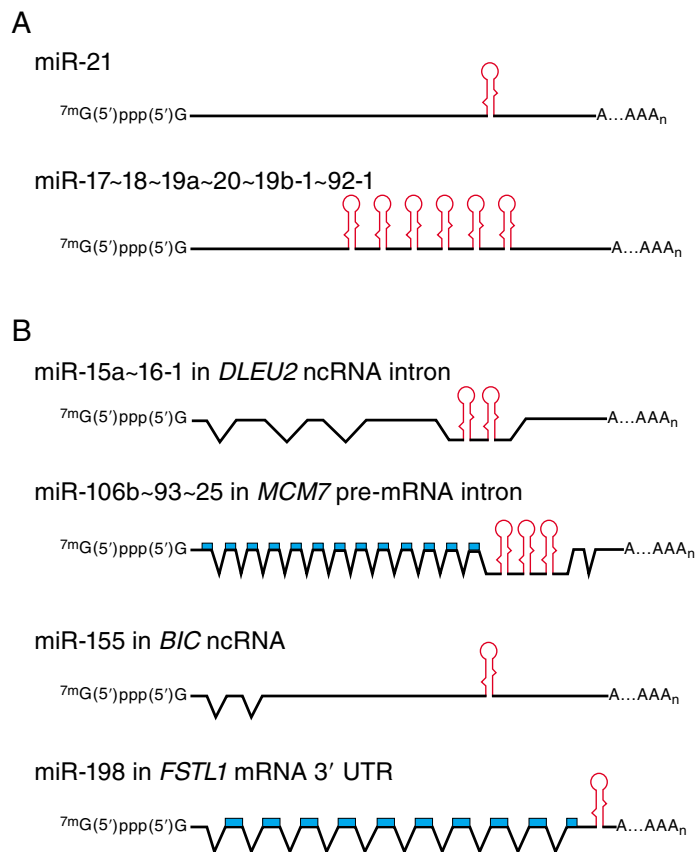 A
miR-21
⁷ᵐG(5′)ppp(5′)G A...AAAₙ
miR-17~18~19a~20~19b-1~92-1
⁷ᵐG(5′)ppp(5′)G A...AAAₙ
B
miR-15a~16-1 in DLEU2 ncRNA intron
⁷ᵐG(5′)ppp(5′)G A...AAAₙ
miR-106b~93~25 in MCM7 pre-mRNA intron
⁷ᵐG(5′)ppp(5′)G A...AAAₙ
miR-155 in BIC ncRNA
⁷ᵐG(5′)ppp(5′)G A...AAAₙ
miR-198 in FSTL1 mRNA 3′ UTR
⁷ᵐG(5′)ppp(5′)G A...AAAₙ